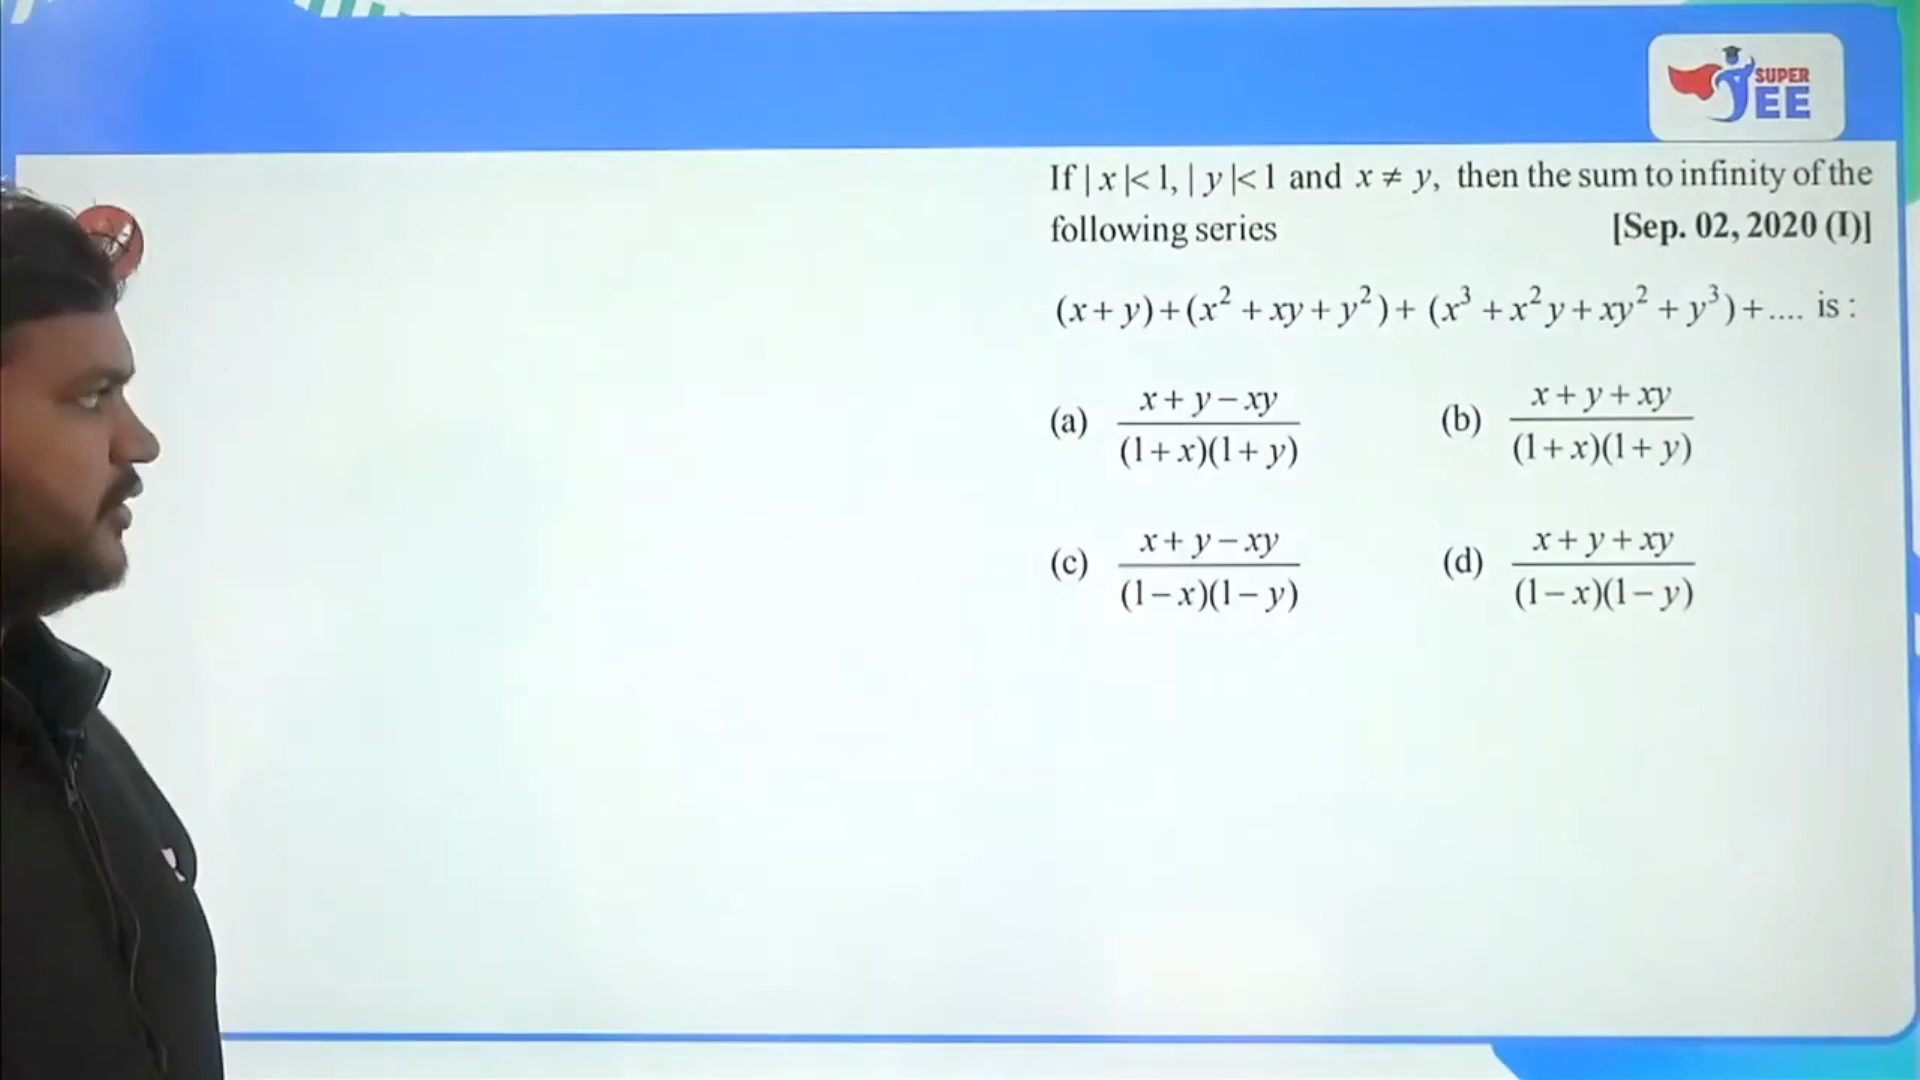 SUPER
JEE
If | x |< 1, | y |< 1 and x ≠ y, then the sum to infinity of the
following series [Sep. 02, 2020 (I)]
(x + y) + (x² + xy + y²) + (x³ + x²y + xy² + y³) + .... is :
(a) x + y − xy / (1 + x)(1 + y) (b) x + y + xy / (1 + x)(1 + y)
(c) x + y − xy / (1 − x)(1 − y) (d) x + y + xy / (1 − x)(1 − y)